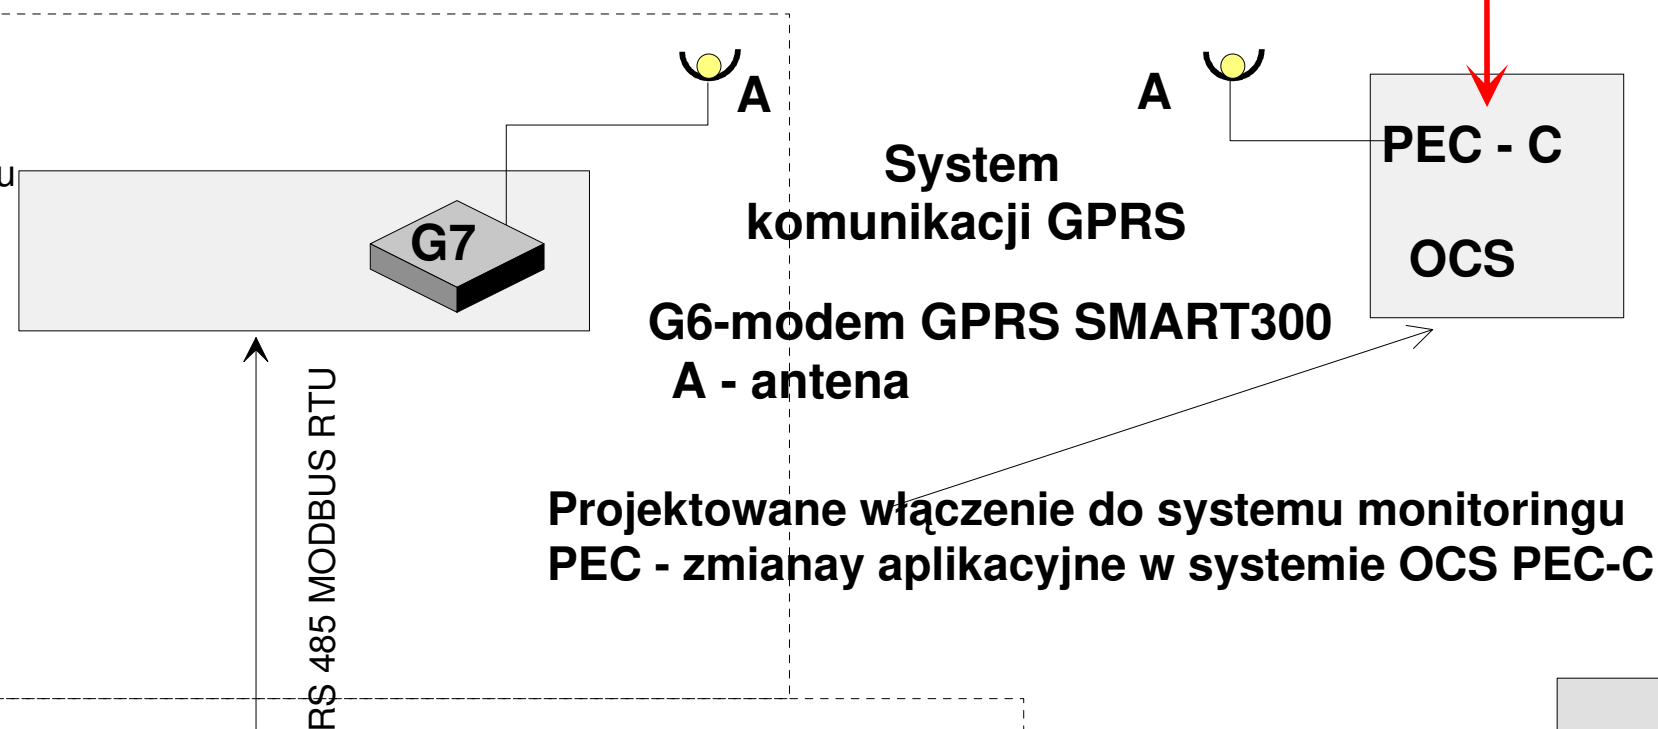 A
A
u
PEC - C
System
komunikacji GPRS
G7
OCS
G6-modem GPRS SMART300
A - antena
RS 485 MODBUS RTU
Projektowane włączenie do systemu monitoringu
PEC - zmianay aplikacyjne w systemie OCS PEC-C